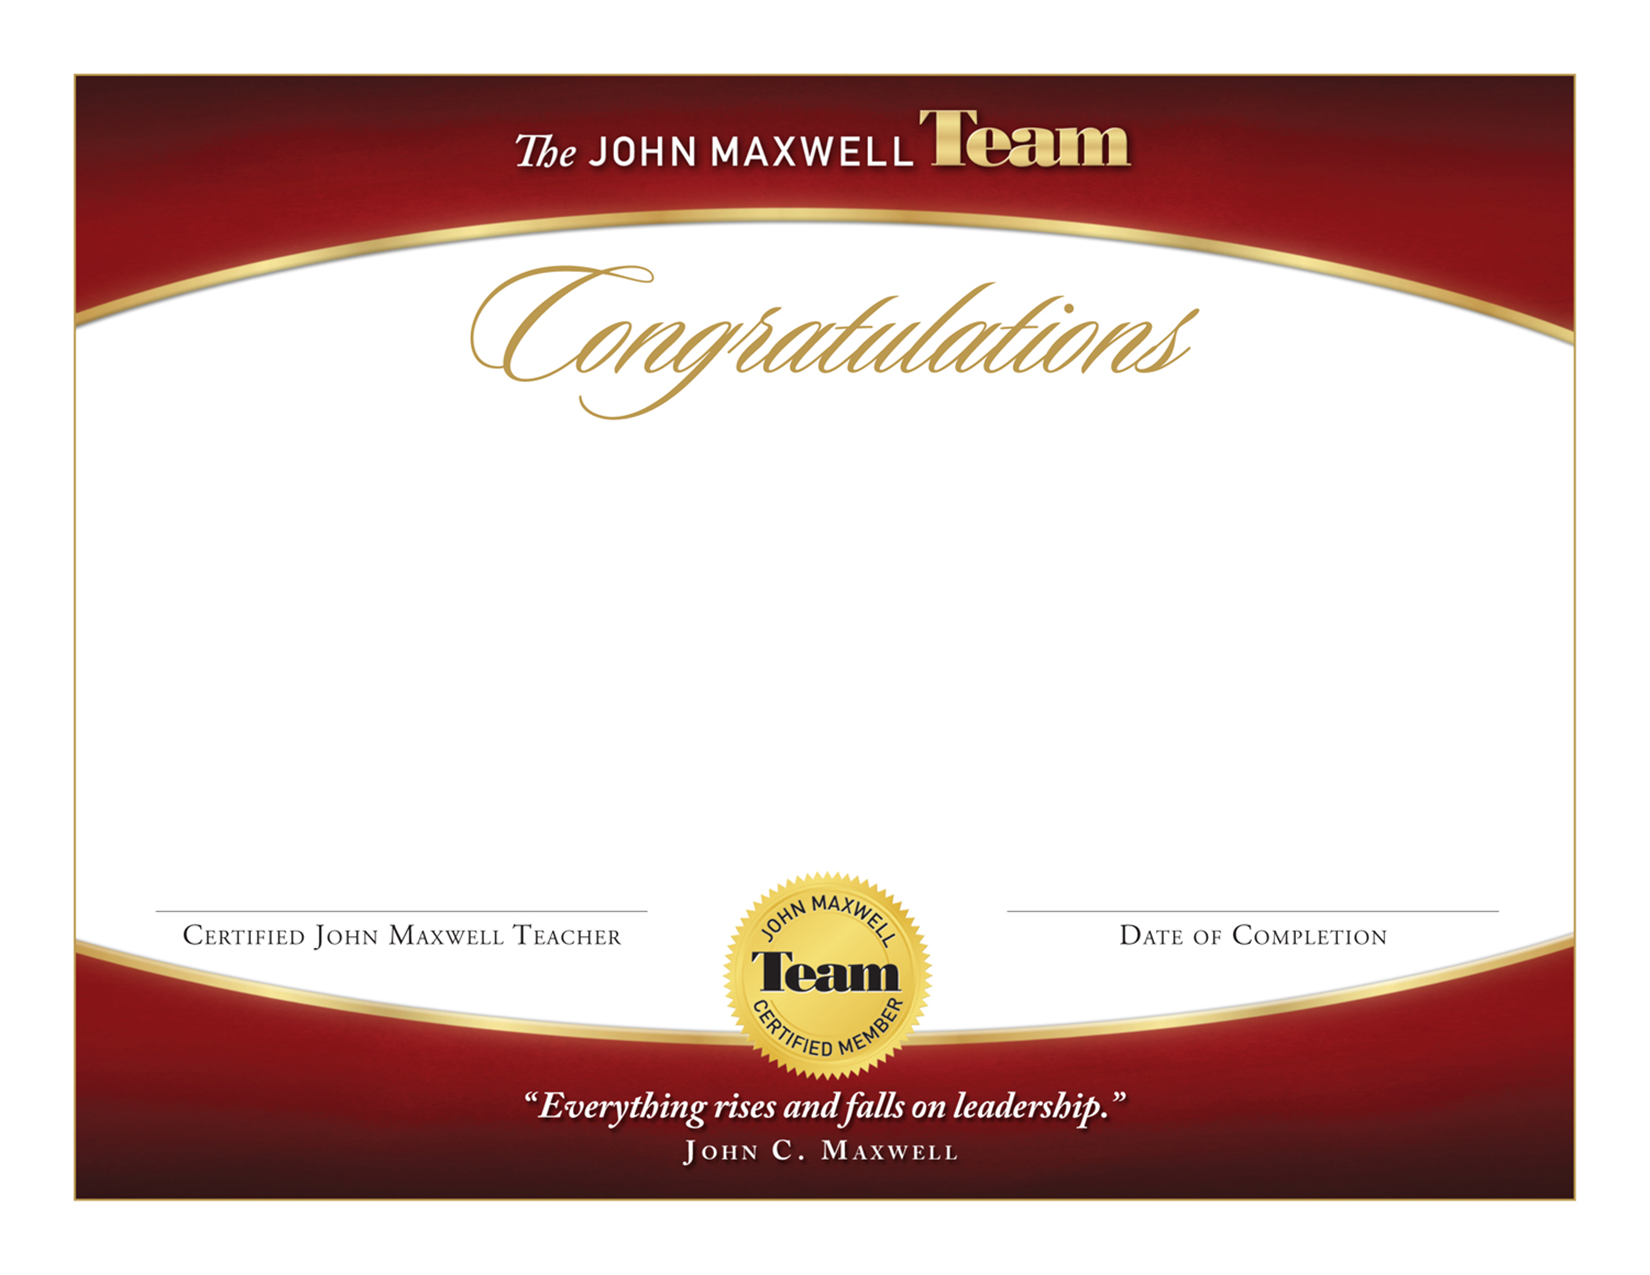 The JOHN MAXWELL Team
Congratulations
Certified John Maxwell Teacher
Date of Completion
JOHN MAXWELL
Team
CERTIFIED MEMBER
“Everything rises and falls on leadership.”
John C. Maxwell